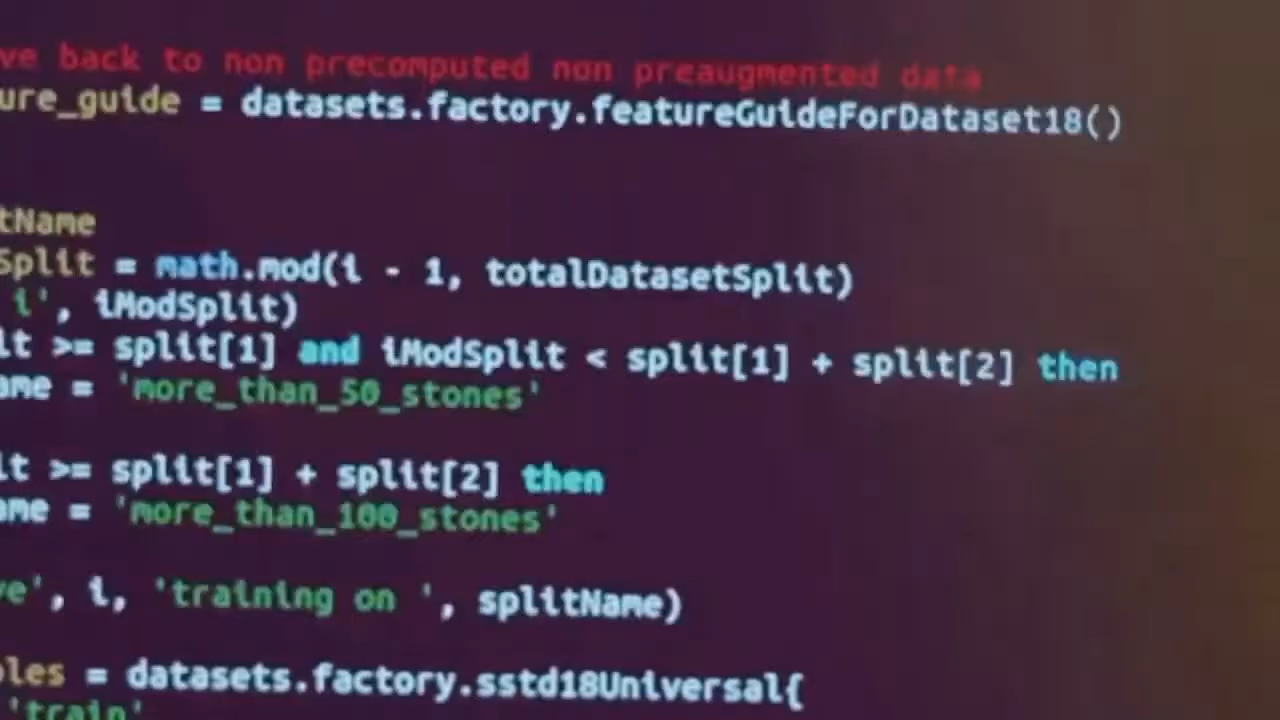 ve back to non precomputed non preaugmented data
ure_guide = datasets.factory.featureGuideForDataset18()
tName
Split = math.mod(i - 1, totalDatasetSplit)
i', iModSplit)
lt >= split[1] and iModSplit < split[1] + split[2] then
ame = 'more_than_50_stones'
lt >= split[1] + split[2] then
ame = 'more_than_100_stones'
ve', i, 'training on ', splitName)
ples = datasets.factory.sstd18Universal{
'train'